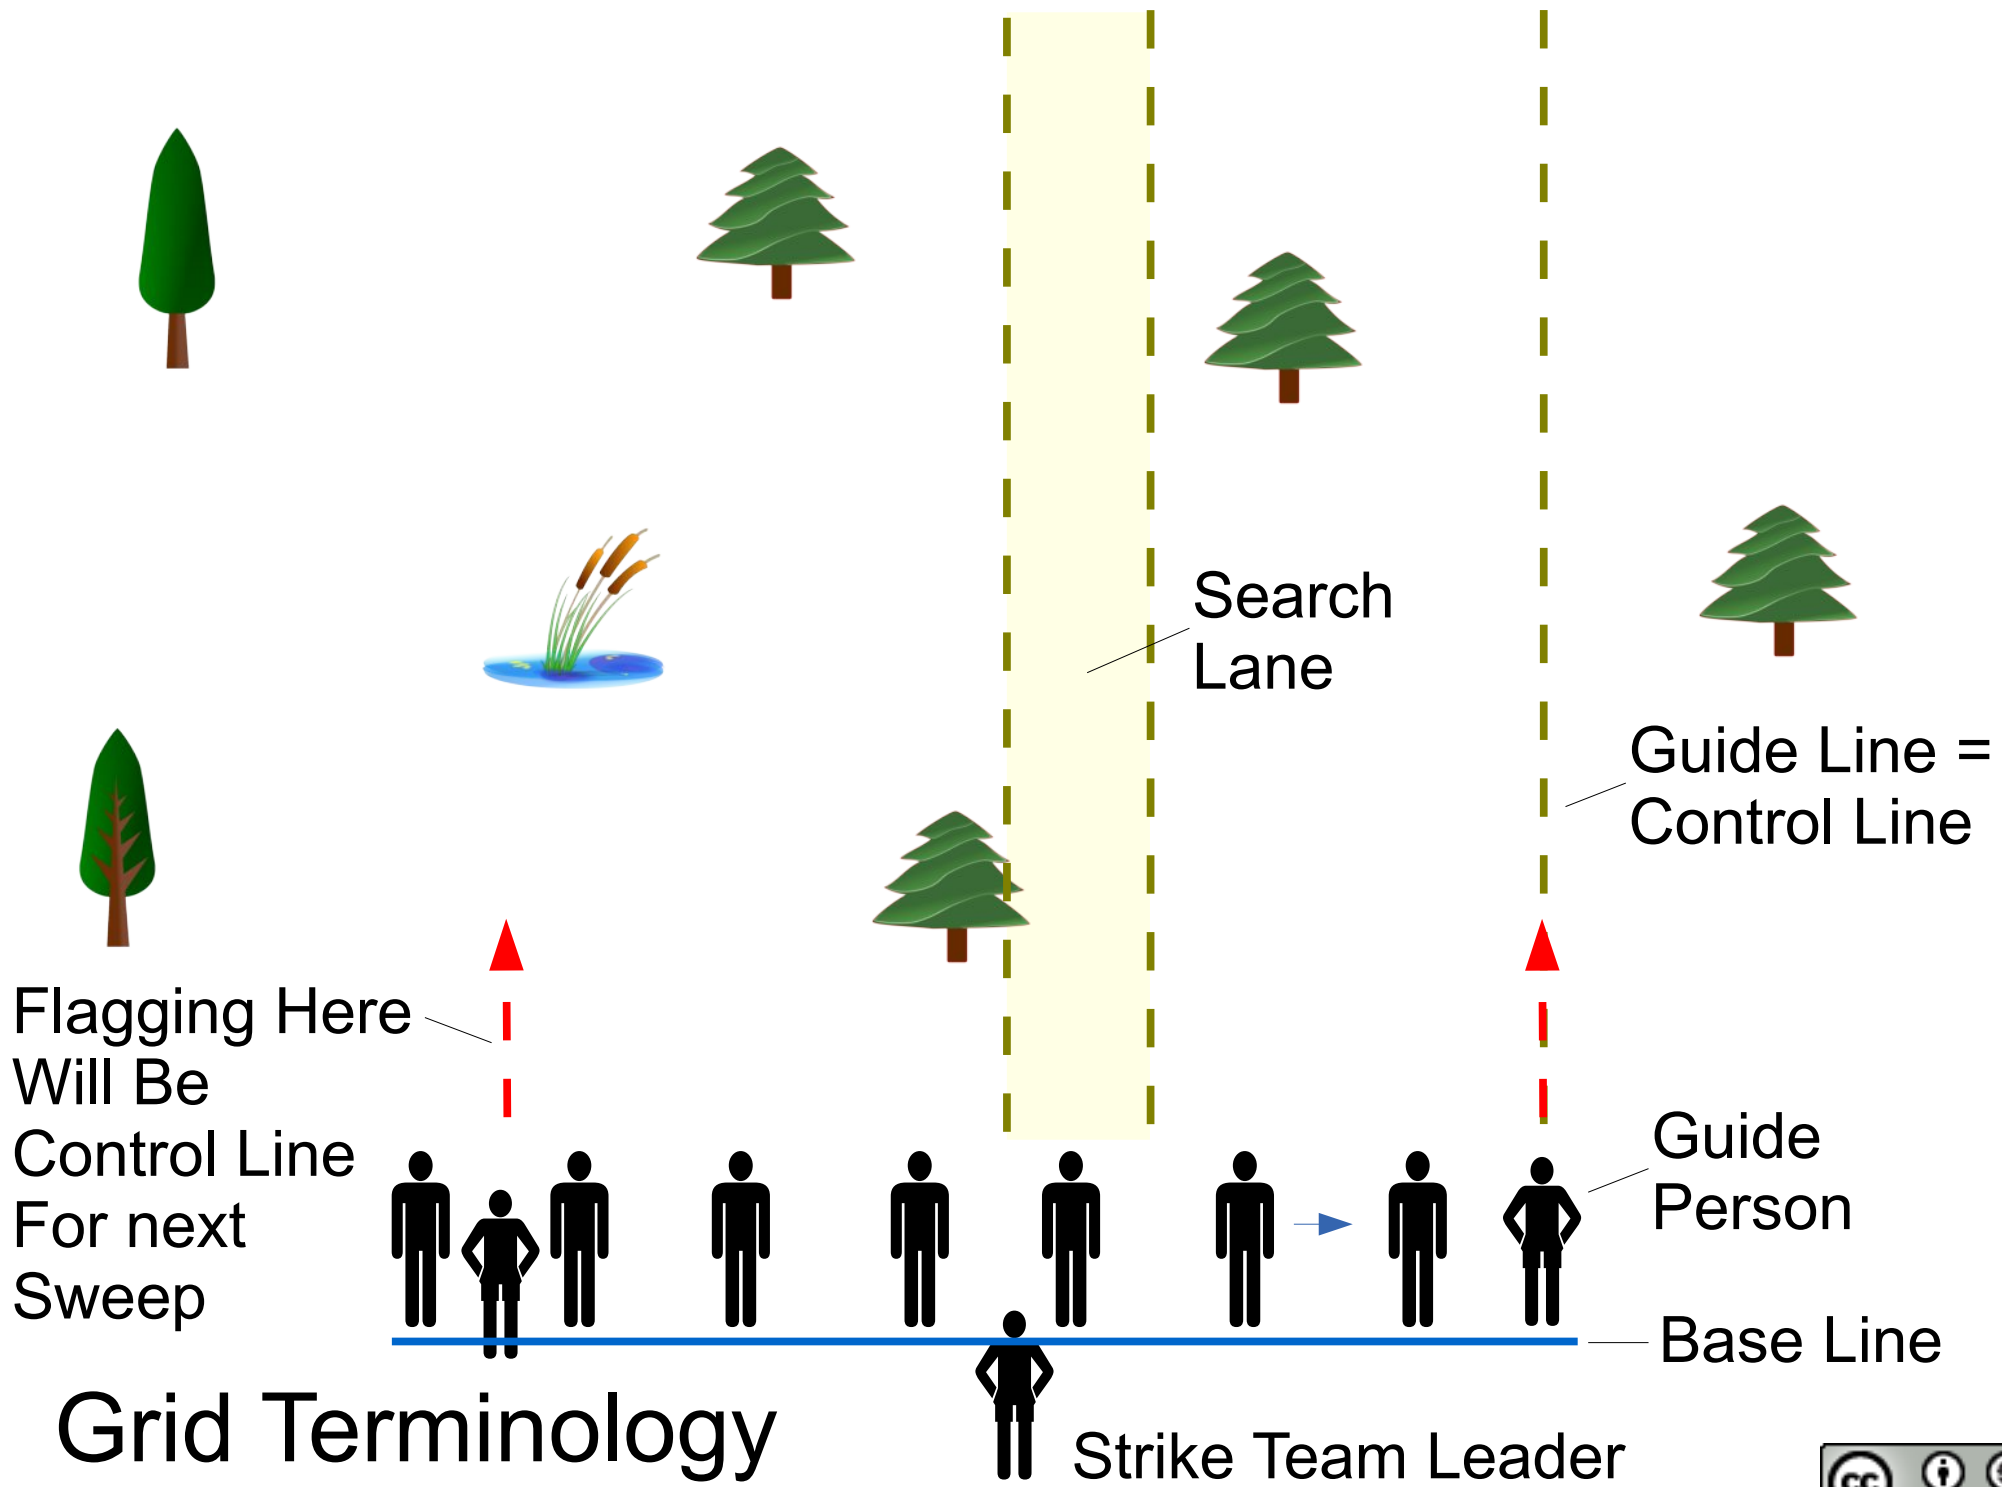 Search
Lane
Guide Line =
Control Line
Flagging Here
Will Be
Control Line
For next
Sweep
Guide
Person
Base Line
Grid Terminology
Strike Team Leader
cc